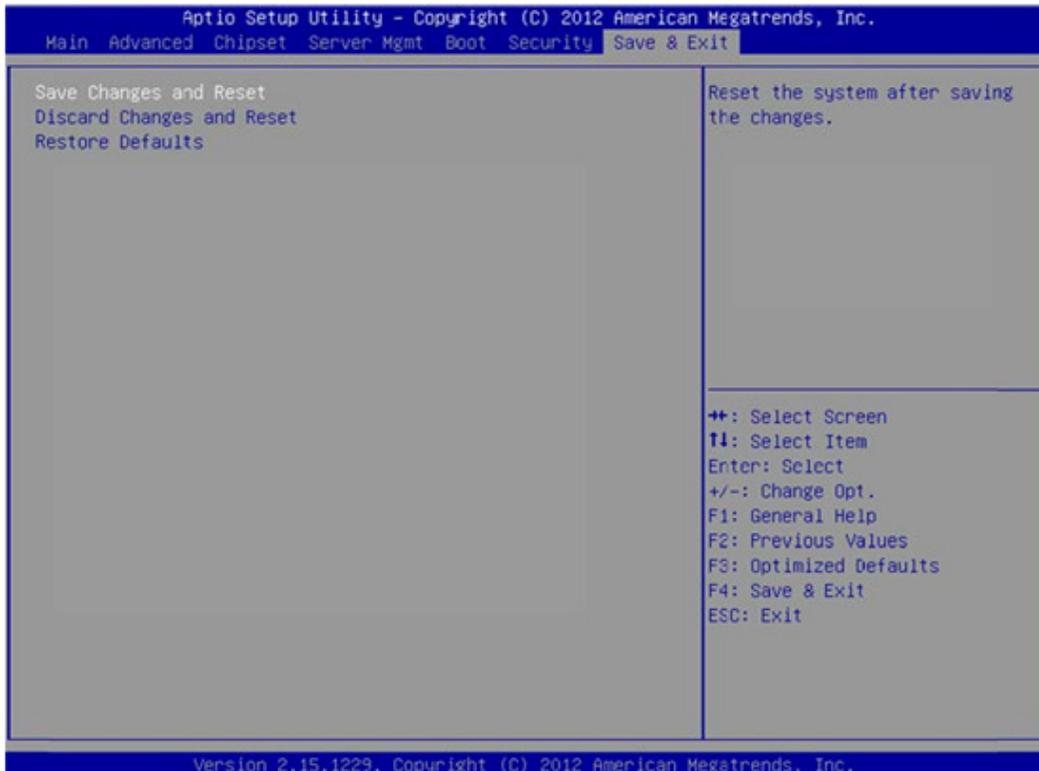 Aptio Setup Utility – Copyright (C) 2012 American Megatrends, Inc.
Main Advanced Chipset Server Mgmt Boot Security Save & Exit
Save Changes and Reset
Discard Changes and Reset
Restore Defaults
Reset the system after saving
the changes.
→←: Select Screen
↑↓: Select Item
Enter: Select
+/-: Change Opt.
F1: General Help
F2: Previous Values
F3: Optimized Defaults
F4: Save & Exit
ESC: Exit
Version 2.15.1229. Copyright (C) 2012 American Megatrends, Inc.